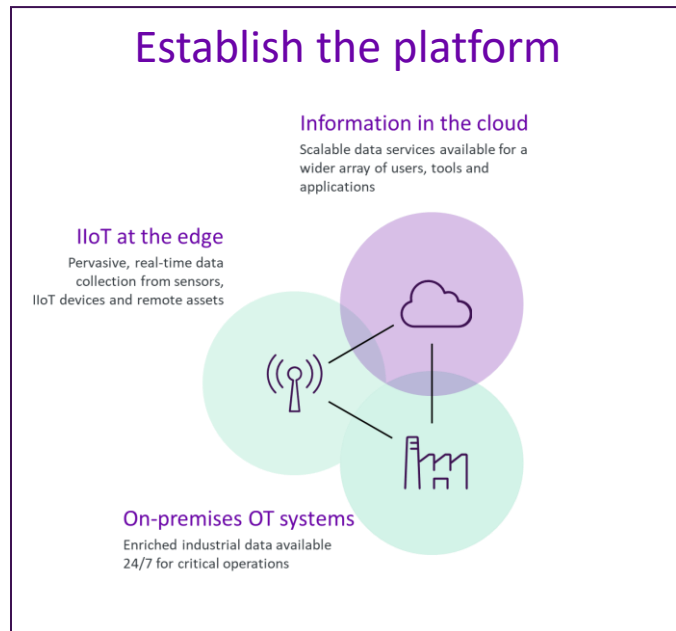 Establish the platform
Information in the cloud
Scalable data services available for a
wider array of users, tools and
applications
IIoT at the edge
Pervasive, real-time data
collection from sensors,
IIoT devices and remote assets
On-premises OT systems
Enriched industrial data available
24/7 for critical operations